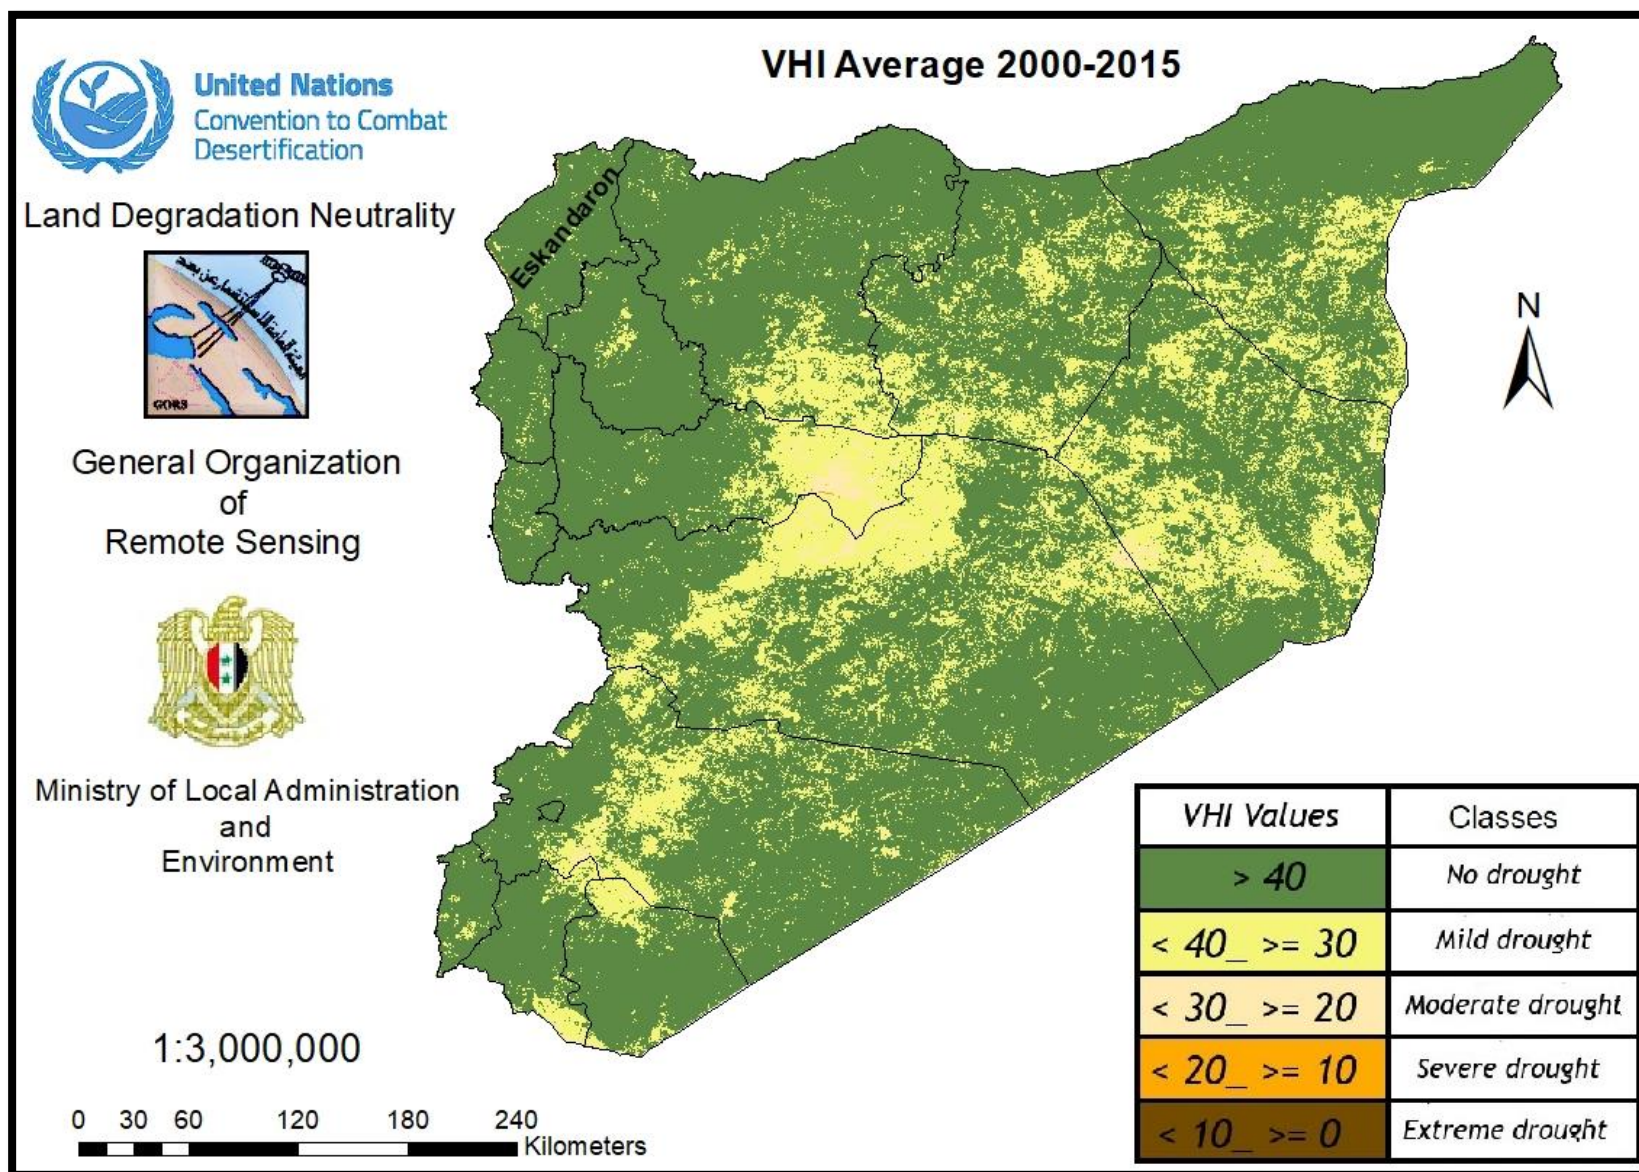 VHI Average 2000-2015
United Nations
Convention to Combat
Desertification
Land Degradation Neutrality
GORS
General Organization
of
Remote Sensing
Ministry of Local Administration
and
Environment
1:3,000,000
0 30 60 120 180 240
Kilometers
Eskandaron
N
VHI Values Classes
> 40 No drought
< 40_ >= 30 Mild drought
< 30_ >= 20 Moderate drought
< 20_ >= 10 Severe drought
< 10_ >= 0 Extreme drought